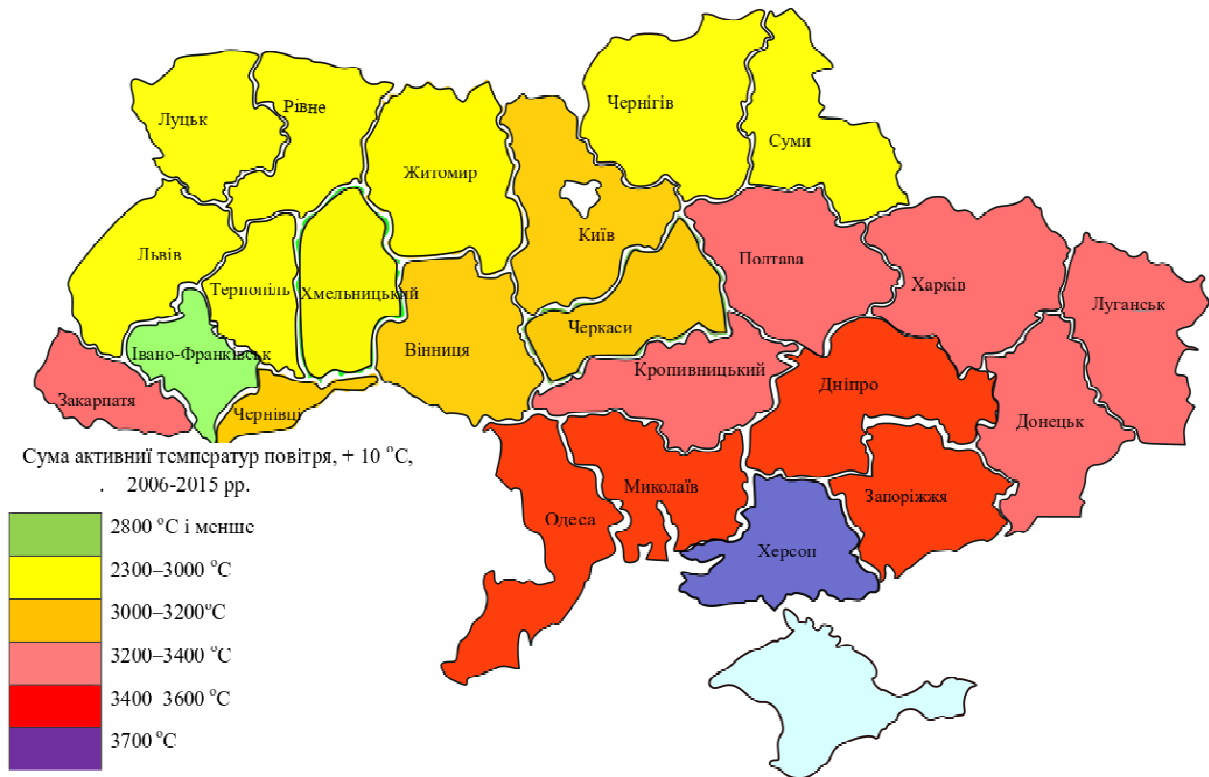 Луцьк
Рівне
Житомир
Чернігів
Суми
Львів
Тернопіль
Хмельницький
Київ
Полтава
Харків
Луганськ
Івано-Франківськ
Вінниця
Черкаси
Закарпатя
Чернівці
Кропивницький
Дніпро
Донецьк
Одеса
Миколаїв
Запоріжжя
Херсон
Сума активниї температур повітря, + 10 °С,
. 2006-2015 рр.
2800 °С і менше
2300–3000 °С
3000–3200°С
3200–3400 °С
3400 3600 °С
3700 °С